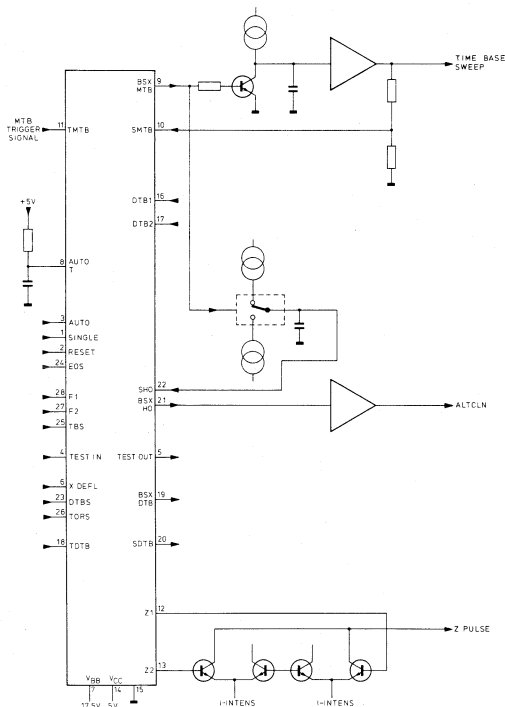 TIME BASE
SWEEP
BSX
MTB
9
MTB
TRIGGER
SIGNAL
11
TMTB
SMTB
10
+5V
DTB1
16
DTB2
17
8
AUTO
T
3
AUTO
1
SINGLE
2
RESET
24
EOS
SHO
22
28
F1
BSX
HO
21
ALTCLN
27
F2
25
TBS
4
TEST IN
TEST OUT
5
6
X DEFL
23
DTBS
BSX
DTB
19
26
TORS
18
TDTB
SDTB
20
Z1
12
Z PULSE
Z2
13
VBB
VCC
7
14
15
17.5V
5V
I-INTENS
I-INTENS